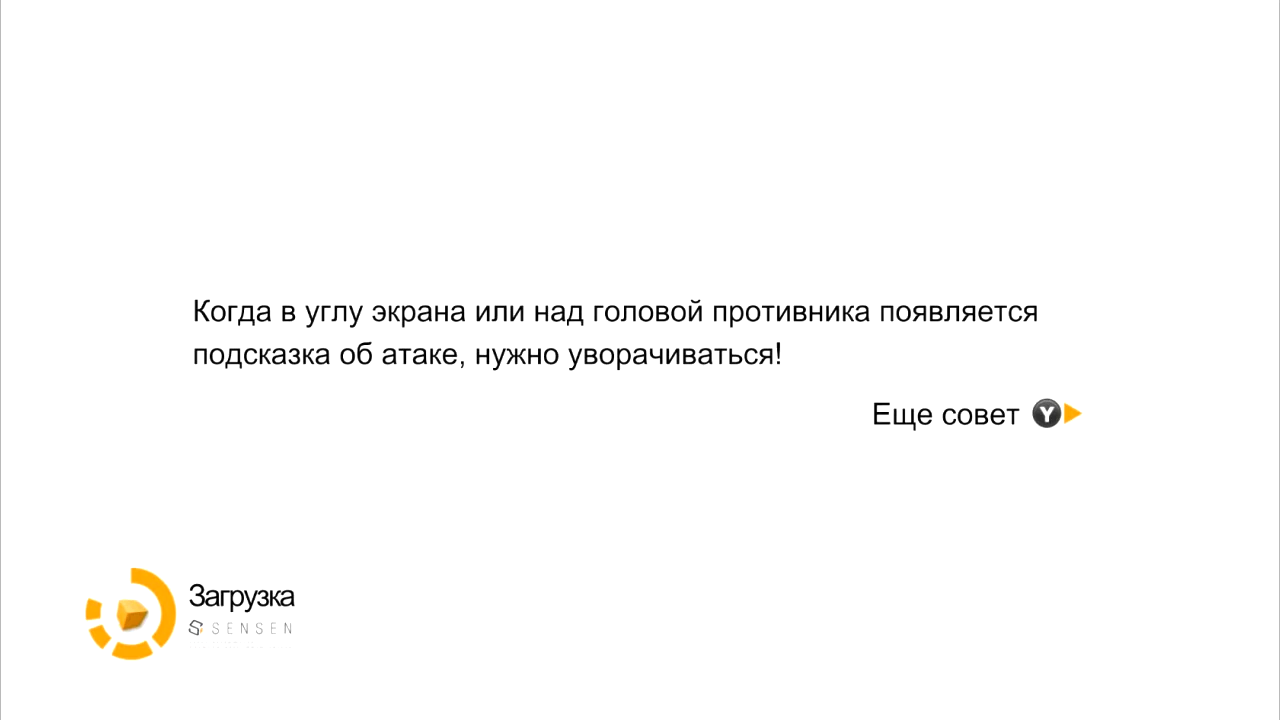 Когда в углу экрана или над головой противника появляется
подсказка об атаке, нужно уворачиваться!
Еще совет Y
Загрузка
SENSEN